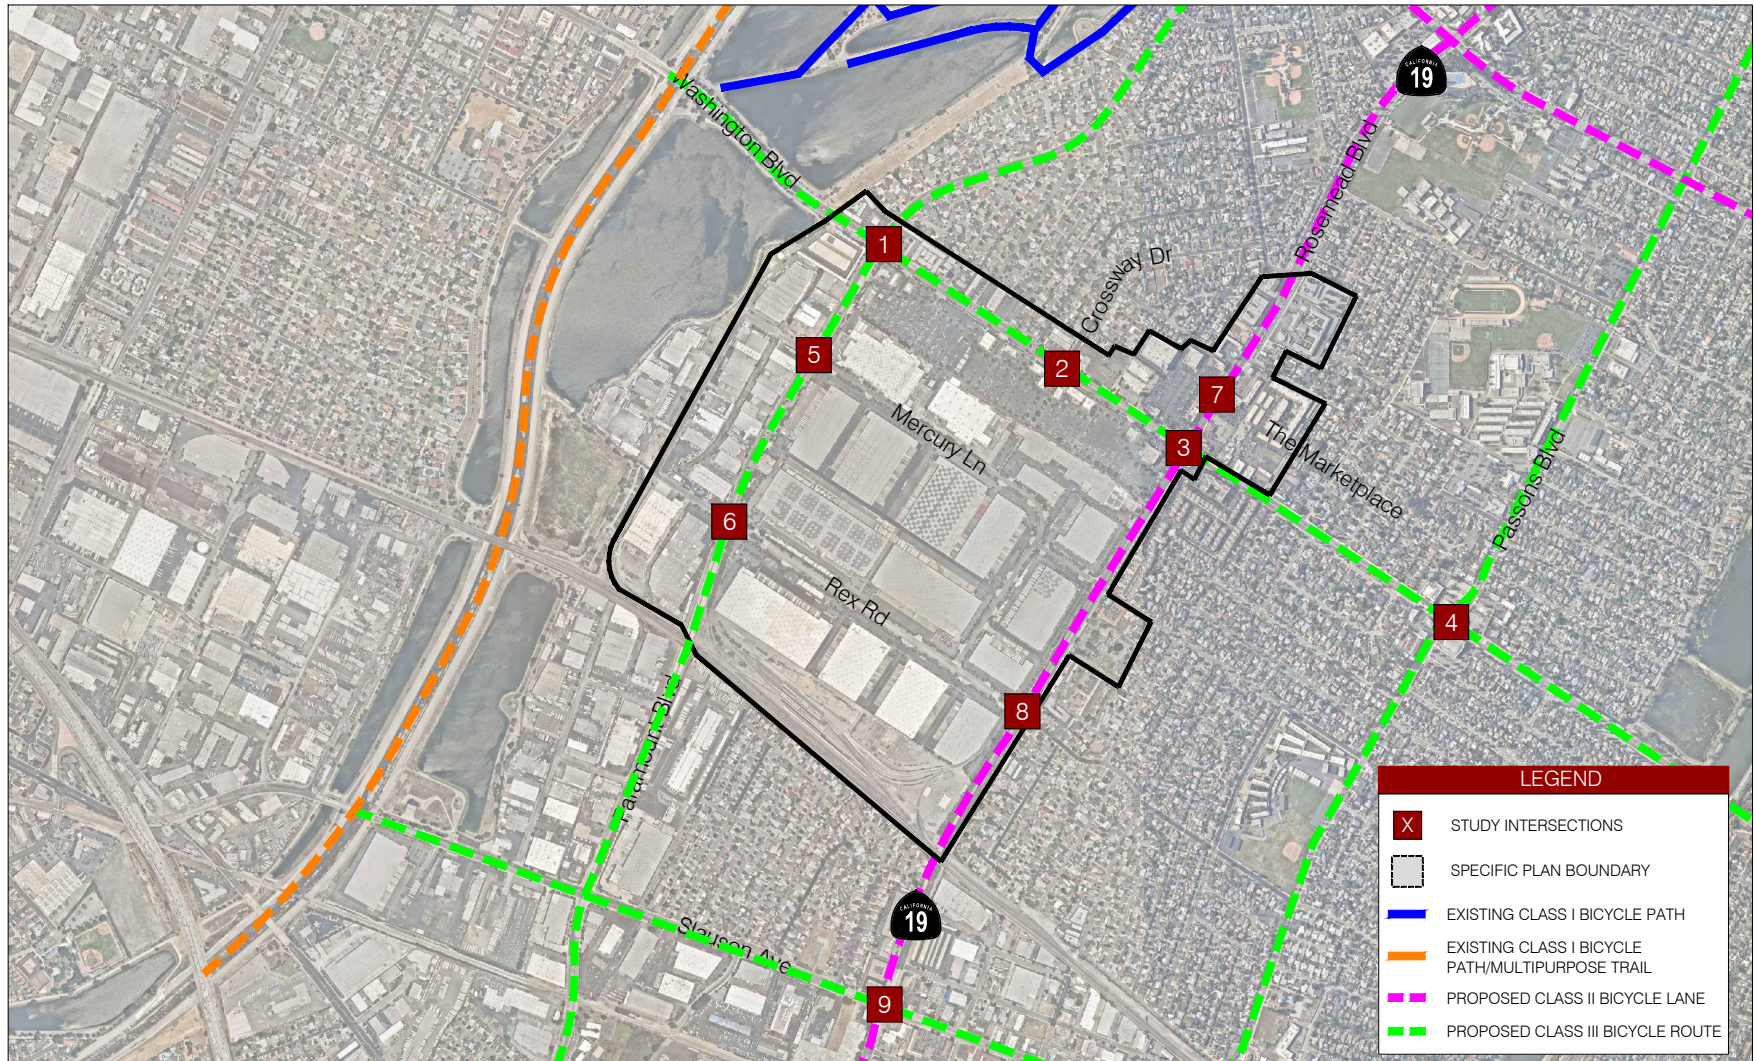 CALIFORNIA
19
Washington Blvd
Rosemead Blvd
1
Crossway Dr
5
2
7
Mercury Ln
3
The Marketplace
Passons Blvd
6
Rex Rd
4
Paramount Blvd
8
CALIFORNIA
19
Slauson Ave
9
LEGEND
X STUDY INTERSECTIONS
SPECIFIC PLAN BOUNDARY
EXISTING CLASS I BICYCLE PATH
EXISTING CLASS I BICYCLE
PATH/MULTIPURPOSE TRAIL
PROPOSED CLASS II BICYCLE LANE
PROPOSED CLASS III BICYCLE ROUTE